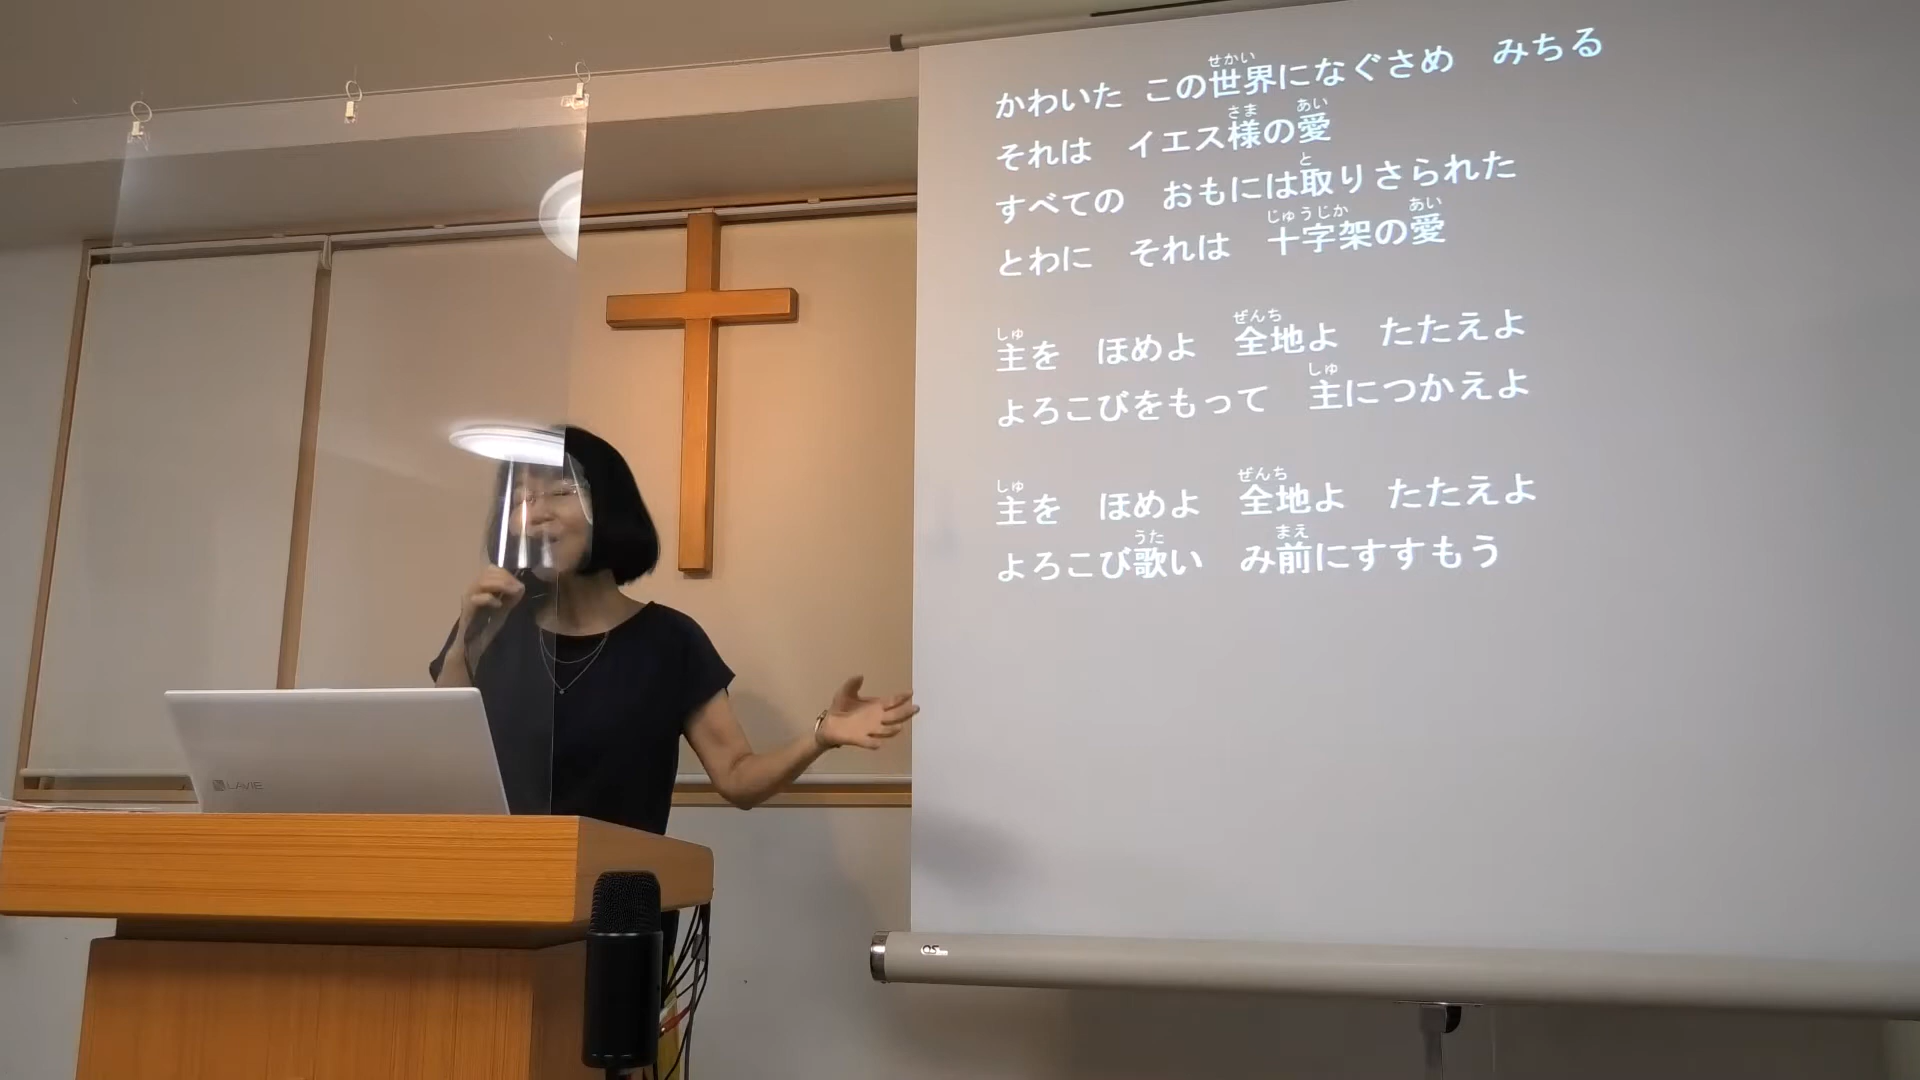 かわいた この世界になぐさめ みちる
それは イエス様の愛
すべての おもには取りさられた
とわに それは 十字架の愛
主を ほめよ 全地よ たたえよ
よろこびをもって 主につかえよ
主を ほめよ 全地よ たたえよ
よろこび歌い み前にすすもう
LAVIE